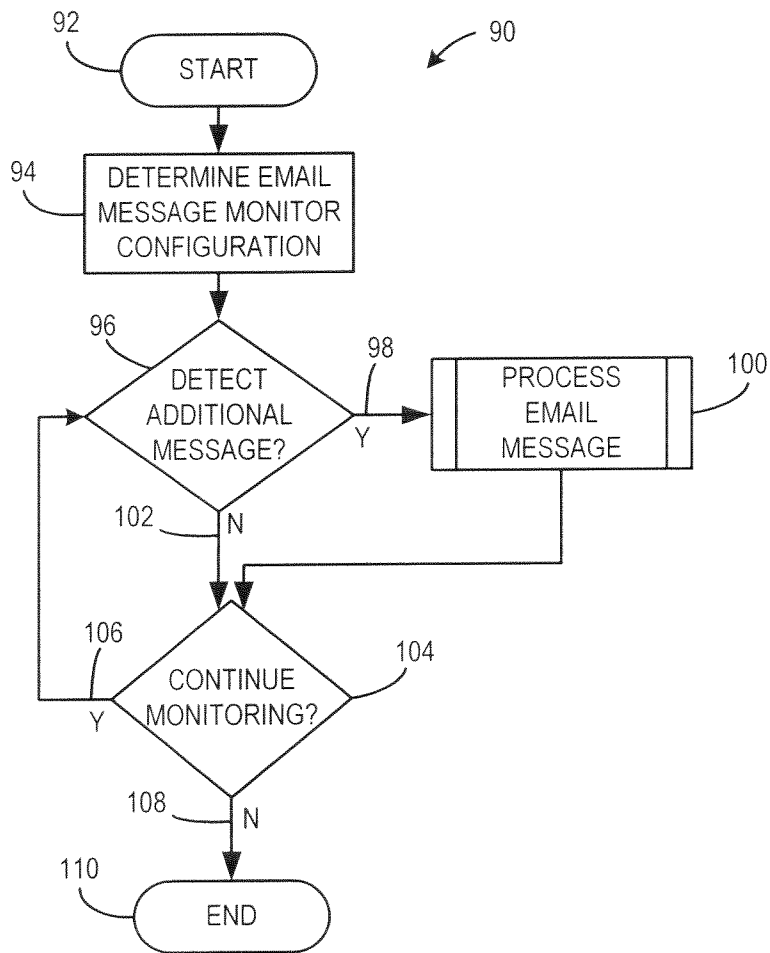 92
START
90
94
DETERMINE EMAIL
MESSAGE MONITOR
CONFIGURATION
96
DETECT
ADDITIONAL
MESSAGE?
98
Y
PROCESS
EMAIL
MESSAGE
100
102
N
106
Y
CONTINUE
MONITORING?
104
108
N
110
END